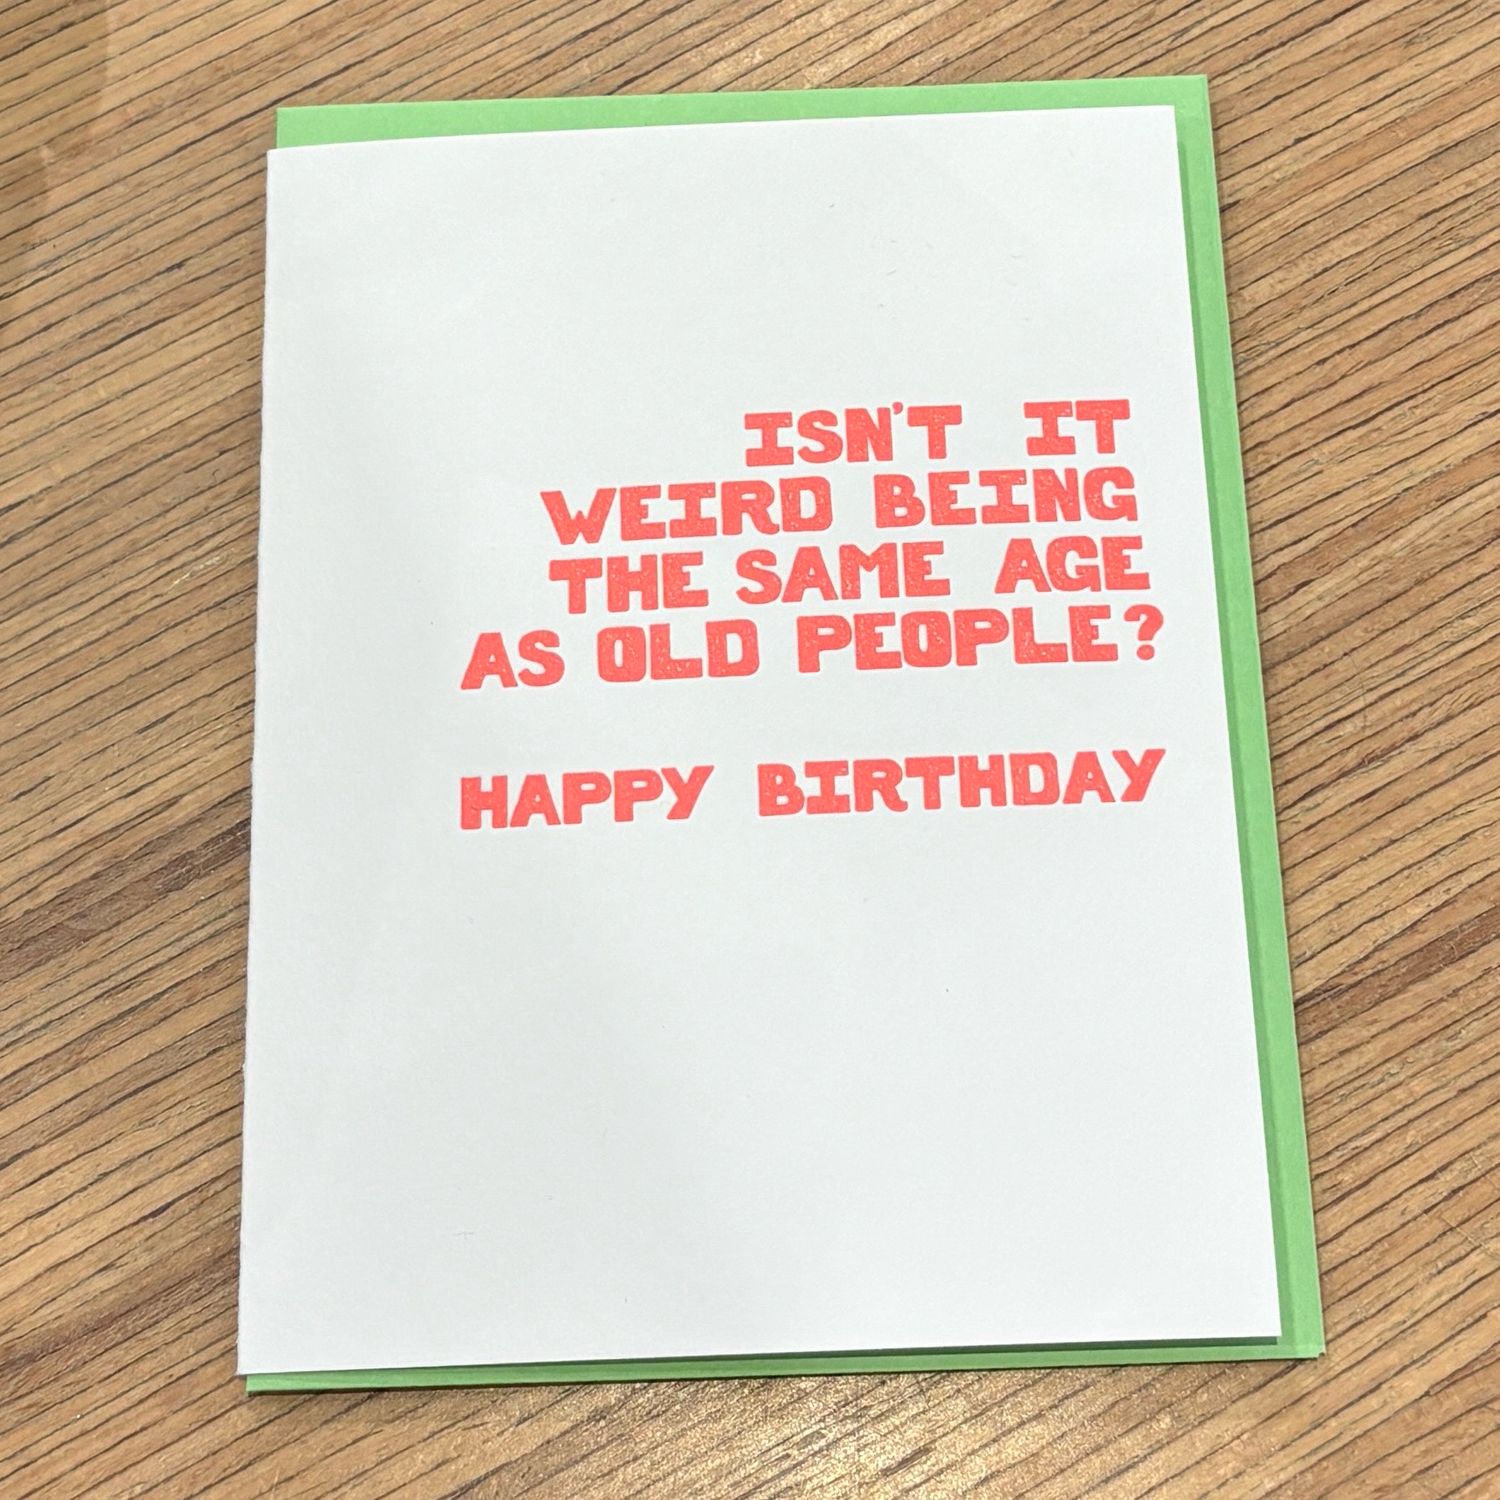 ISN'T IT
WEIRD BEING
THE SAME AGE
AS OLD PEOPLE?
HAPPY BIRTHDAY